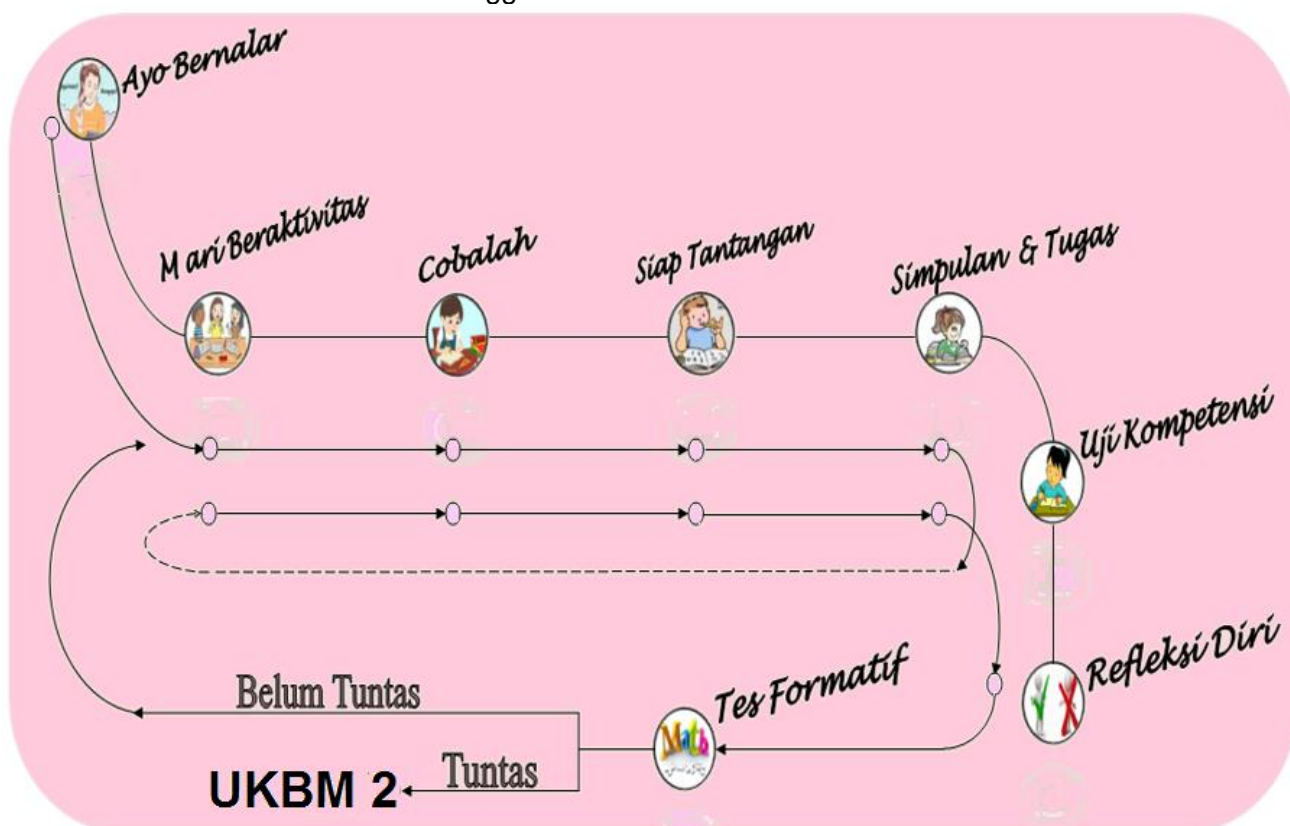 Ayo Bernalar
M ari Beraktivitas
Cobalah
Siap Tantangan
Simpulan & Tugas
Uji Kompetensi
Refleksi Diri
Tes Formatif
Belum Tuntas
Tuntas
UKBM 2
Math